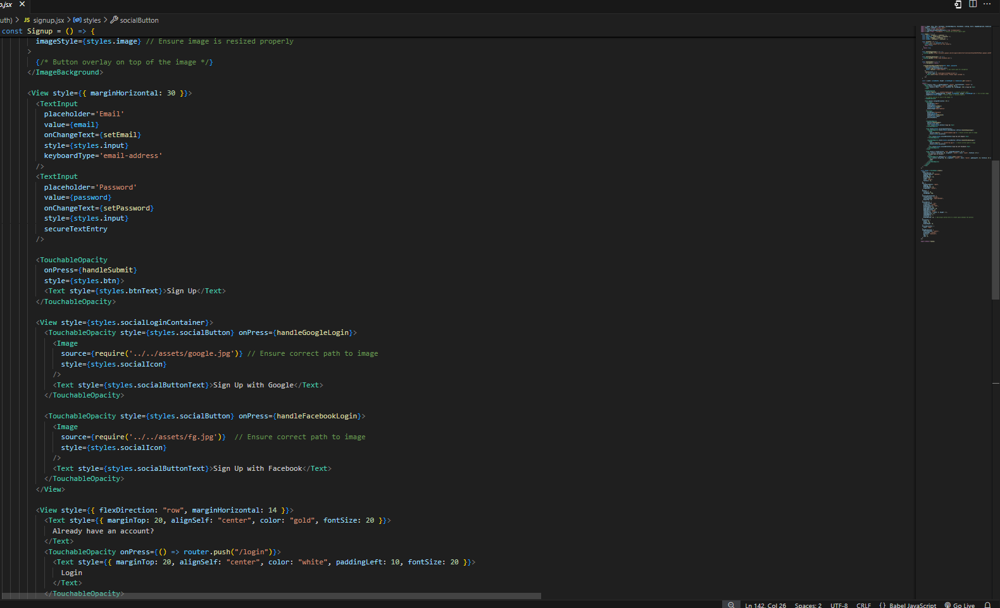 p.jsx ×
uth) > JS signup.jsx > styles > socialButton
const Signup = () => {
imageStyle={styles.image} // Ensure image is resized properly
>
{/* Button overlay on top of the image */}
</ImageBackground>
<View style={{ marginHorizontal: 30 }}>
<TextInput
placeholder='Email'
value={email}
onChangeText={setEmail}
style={styles.input}
keyboardType='email-address'
/>
<TextInput
placeholder='Password'
value={password}
onChangeText={setPassword}
style={styles.input}
secureTextEntry
/>
<TouchableOpacity
onPress={handleSubmit}
style={styles.btn}>
<Text style={styles.btnText}>Sign Up</Text>
</TouchableOpacity>
<View style={styles.socialLoginContainer}>
<TouchableOpacity style={styles.socialButton} onPress={handleGoogleLogin}>
<Image
source={require('../../assets/google.jpg')} // Ensure correct path to image
style={styles.socialIcon}
/>
<Text style={styles.socialButtonText}>Sign Up with Google</Text>
</TouchableOpacity>
<TouchableOpacity style={styles.socialButton} onPress={handleFacebookLogin}>
<Image
source={require('../../assets/fg.jpg')}  // Ensure correct path to image
style={styles.socialIcon}
/>
<Text style={styles.socialButtonText}>Sign Up with Facebook</Text>
</TouchableOpacity>
</View>
<View style={{ flexDirection: "row", marginHorizontal: 14 }}>
<Text style={{ marginTop: 20, alignSelf: "center", color: "gold", fontSize: 20 }}>
Already have an account?
</Text>
<TouchableOpacity onPress={() => router.push("/login")}>
<Text style={{ marginTop: 20, alignSelf: "center", color: "white", paddingLeft: 10, fontSize: 20 }}>
Login
</Text>
</TouchableOpacity>
Ln 142, Col 26 Spaces: 2 UTF-8 CRLF {} Babel JavaScript Go Live